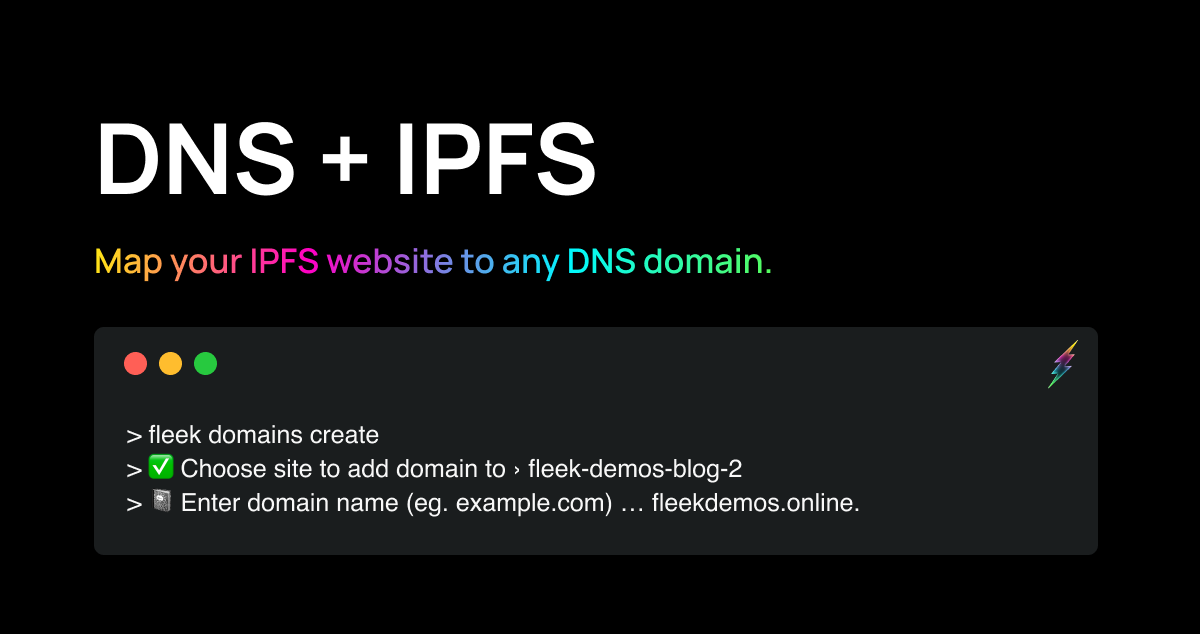 DNS + IPFS
Map your IPFS website to any DNS domain.
> fleek domains create
> ✅ Choose site to add domain to › fleek-demos-blog-2
> 📓 Enter domain name (eg. example.com) … fleekdemos.online.